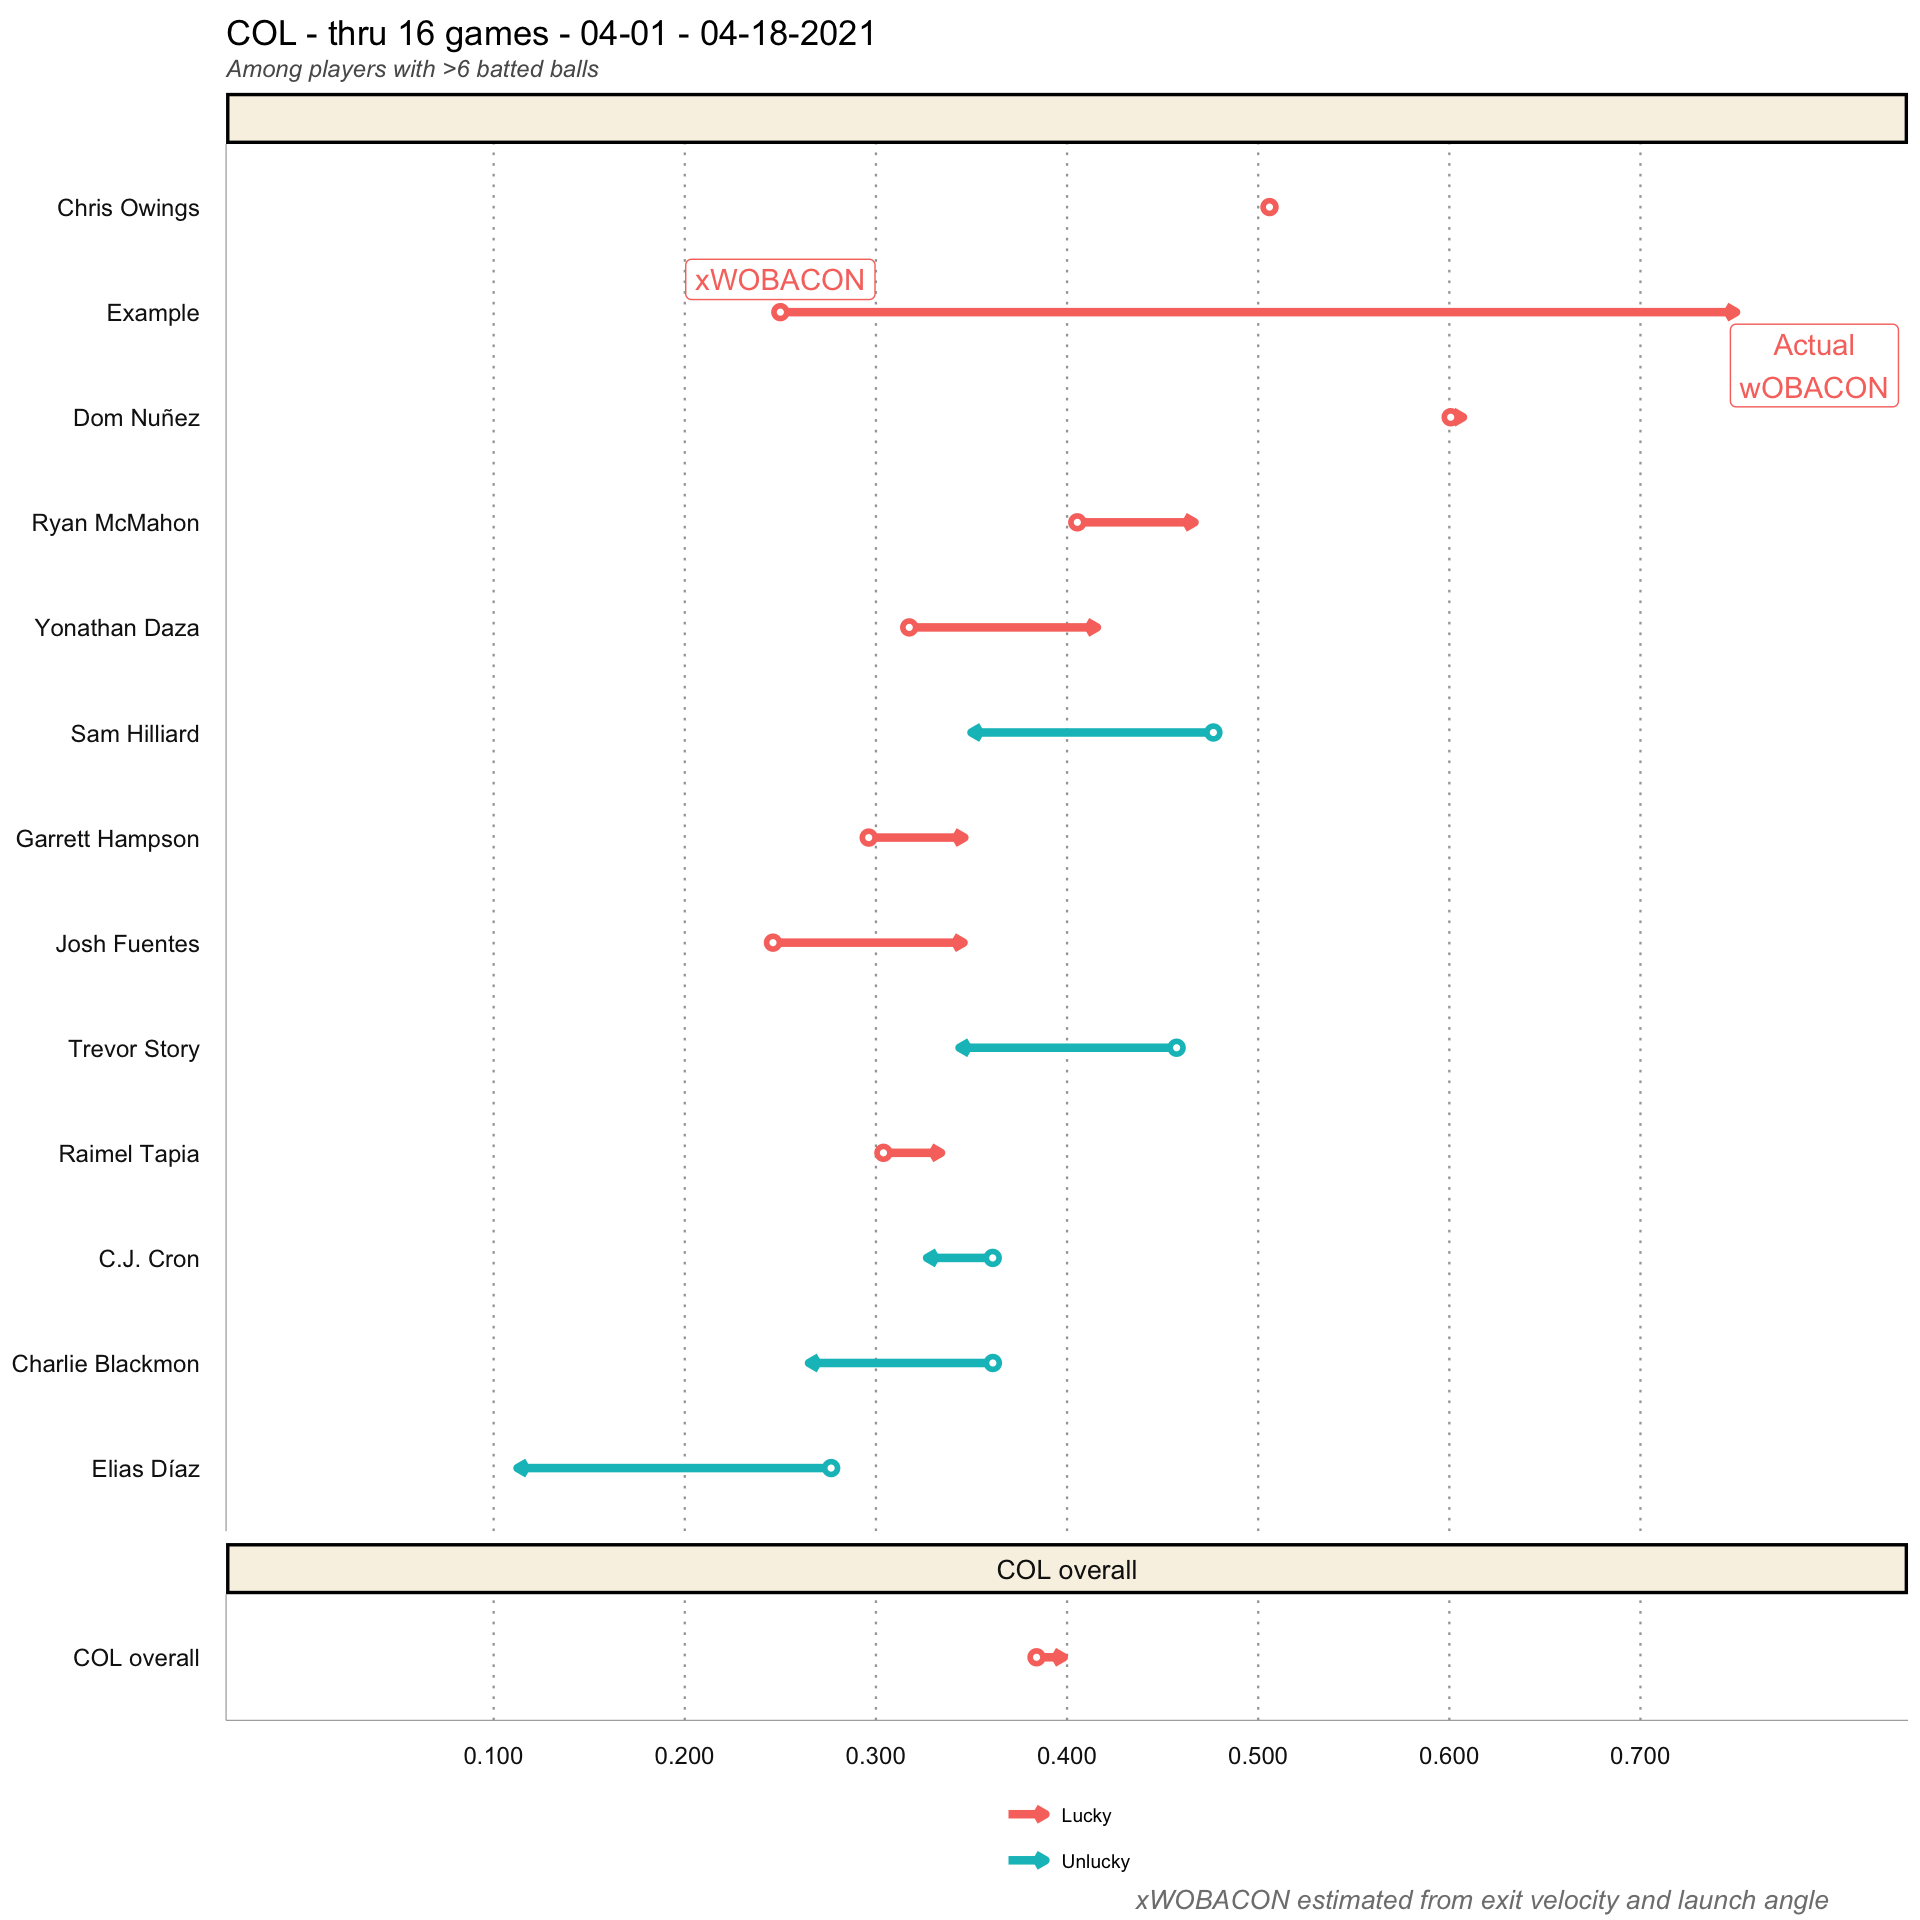 COL - thru 16 games - 04-01 - 04-18-2021
Among players with >6 batted balls
Chris Owings
xWOBACON
Example
Actual
wOBACON
Dom Nuñez
Ryan McMahon
Yonathan Daza
Sam Hilliard
Garrett Hampson
Josh Fuentes
Trevor Story
Raimel Tapia
C.J. Cron
Charlie Blackmon
Elias Díaz
COL overall
COL overall
0.100 0.200 0.300 0.400 0.500 0.600 0.700
Lucky
Unlucky
xWOBACON estimated from exit velocity and launch angle